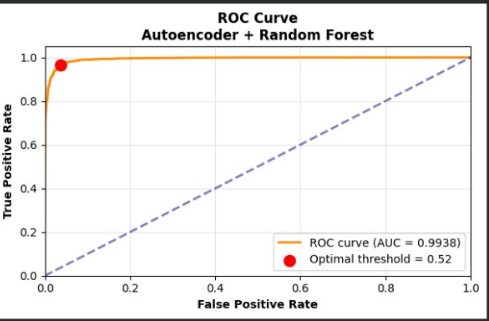 ROC Curve
Autoencoder + Random Forest
True Positive Rate
1.0
0.8
0.6
0.4
0.2
0.0
0.0 0.2 0.4 0.6 0.8 1.0
False Positive Rate
ROC curve (AUC = 0.9938)
Optimal threshold = 0.52